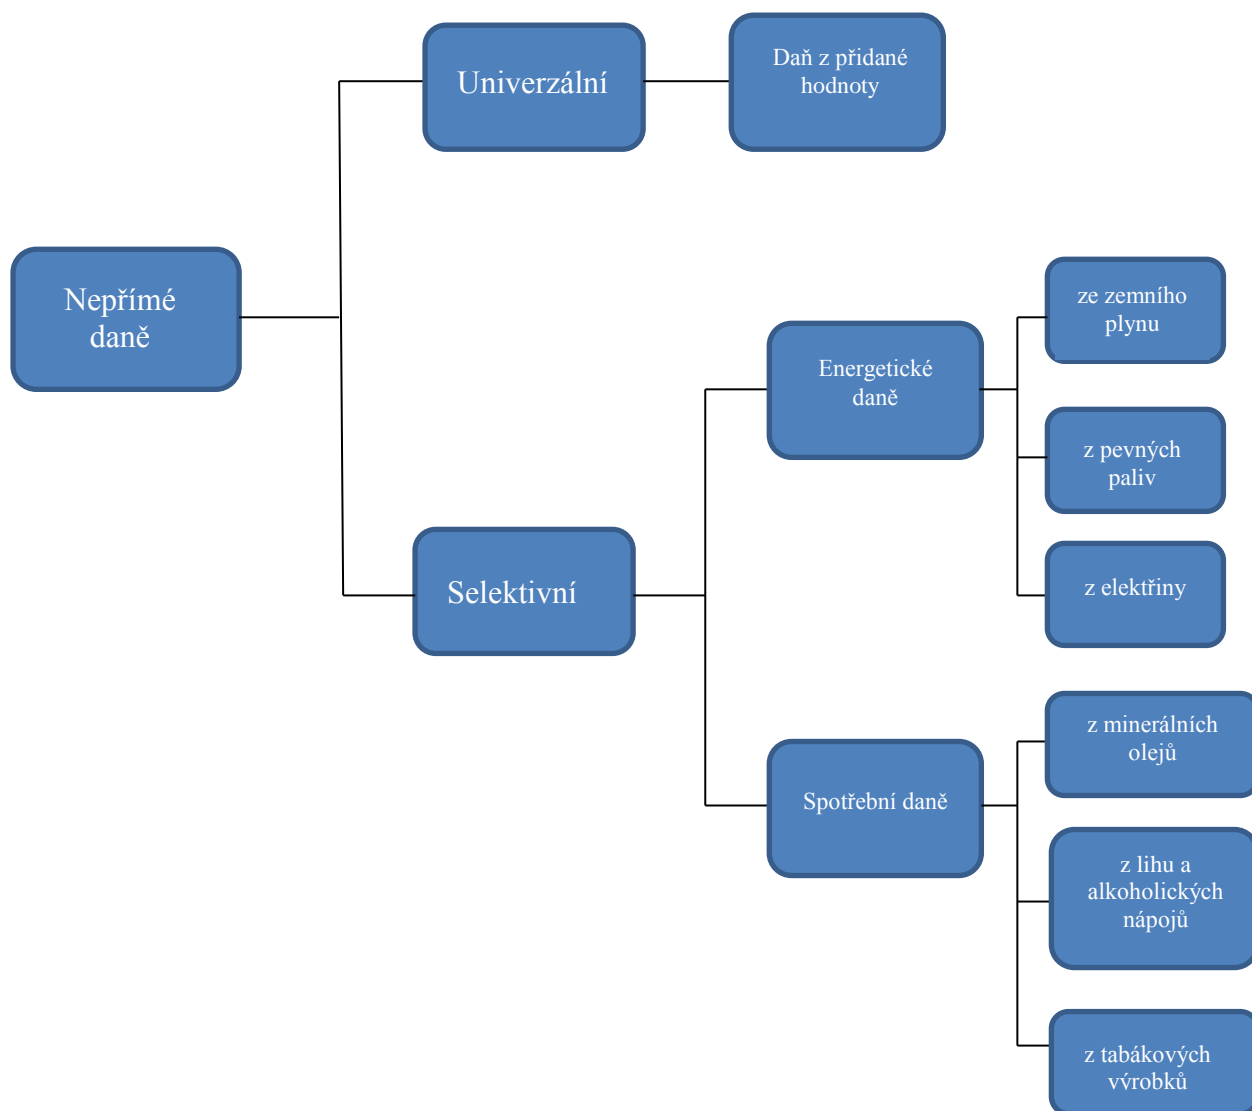 Univerzální
Daň z přidané
hodnoty
Nepřímé
daně
ze zemního
plynu
Energetické
daně
z pevných
paliv
z elektřiny
Selektivní
z minerálních
olejů
Spotřební daně
z lihu a
alkoholických
nápojů
z tabákových
výrobků